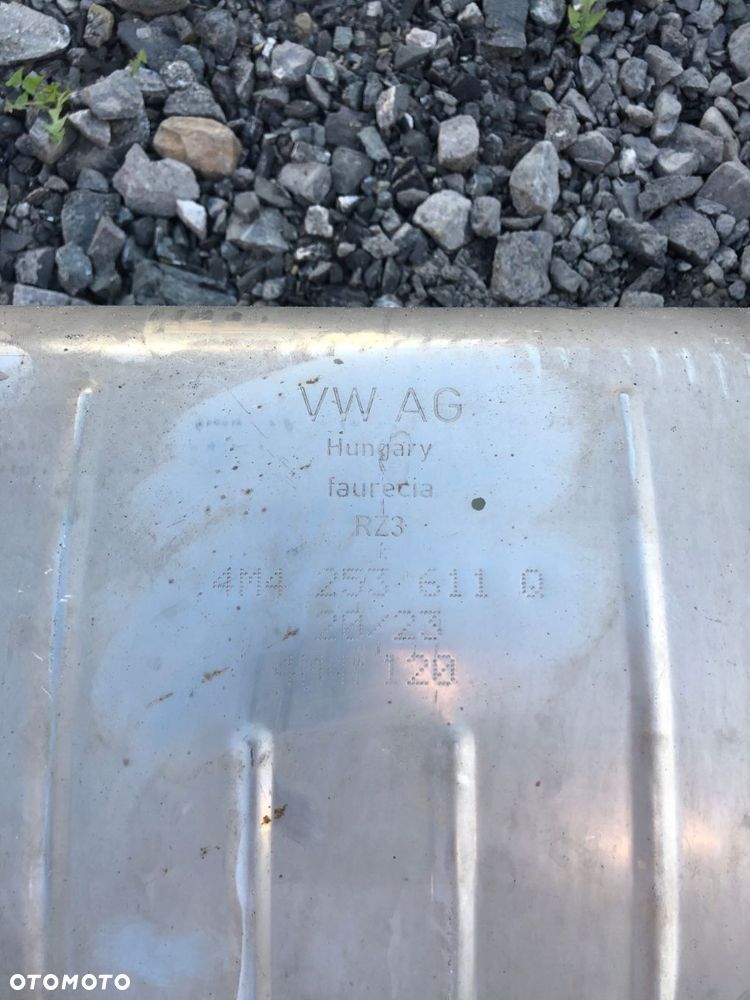 VW AG
Hungary
faurecia
RZ3
4M4 253 611 Q
20/23
120
OTOMOTO